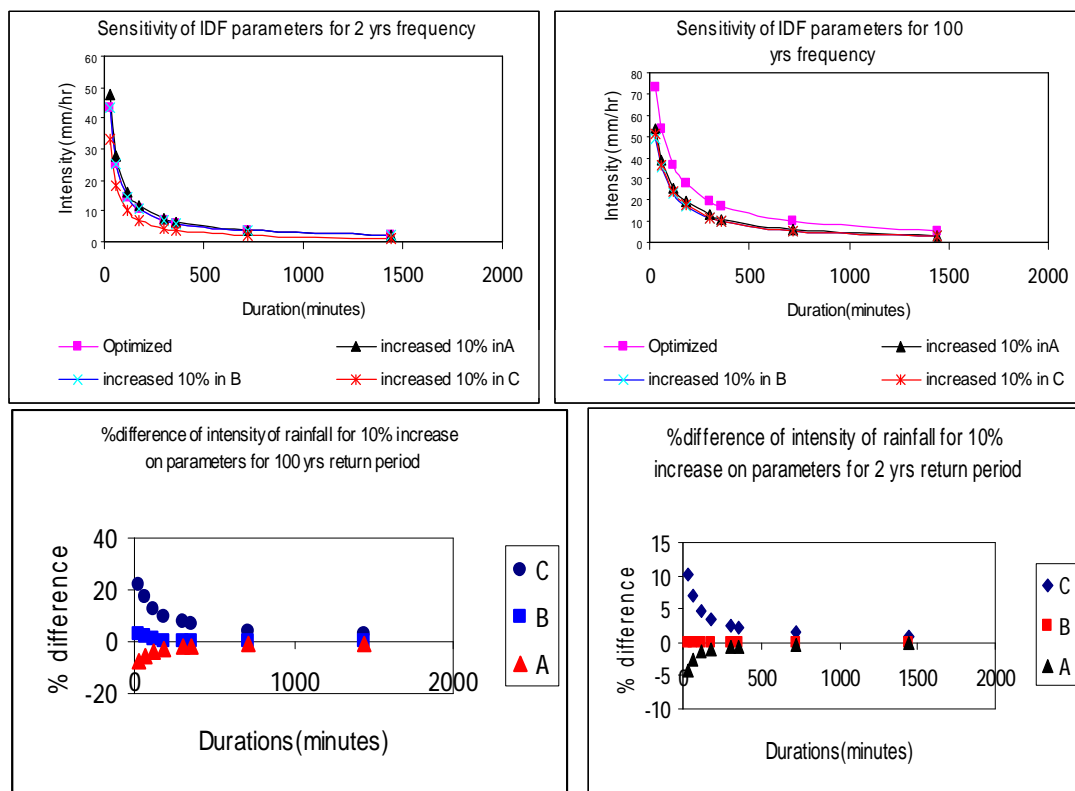 Sensitivity of IDF parameters for 2 yrs frequency
60
50
40
30
20
10
0
Intensity (mm/hr)
0 500 1000 1500 2000
Duration(minutes)
Optimized
increased 10% inA
increased 10% in B
increased 10% in C
Sensitivity of IDF parameters for 100
yrs frequency
80
70
60
50
40
30
20
10
0
Intensity (mm/hr)
0 500 1000 1500 2000
Duration(minutes)
Optimized
increased 10% inA
increased 10% in B
increased 10% in C
%difference of intensity of rainfall for 10% increase
on parameters for 100 yrs return period
40
20
0
-20
% difference
0 1000 2000
Durations(minutes)
C
B
A
%difference of intensity of rainfall for 10%
increase on parameters for 2 yrs return period
15
10
5
0
-5
-10
% difference
0 500 1000 1500 2000
Durations(minutes)
C
B
A